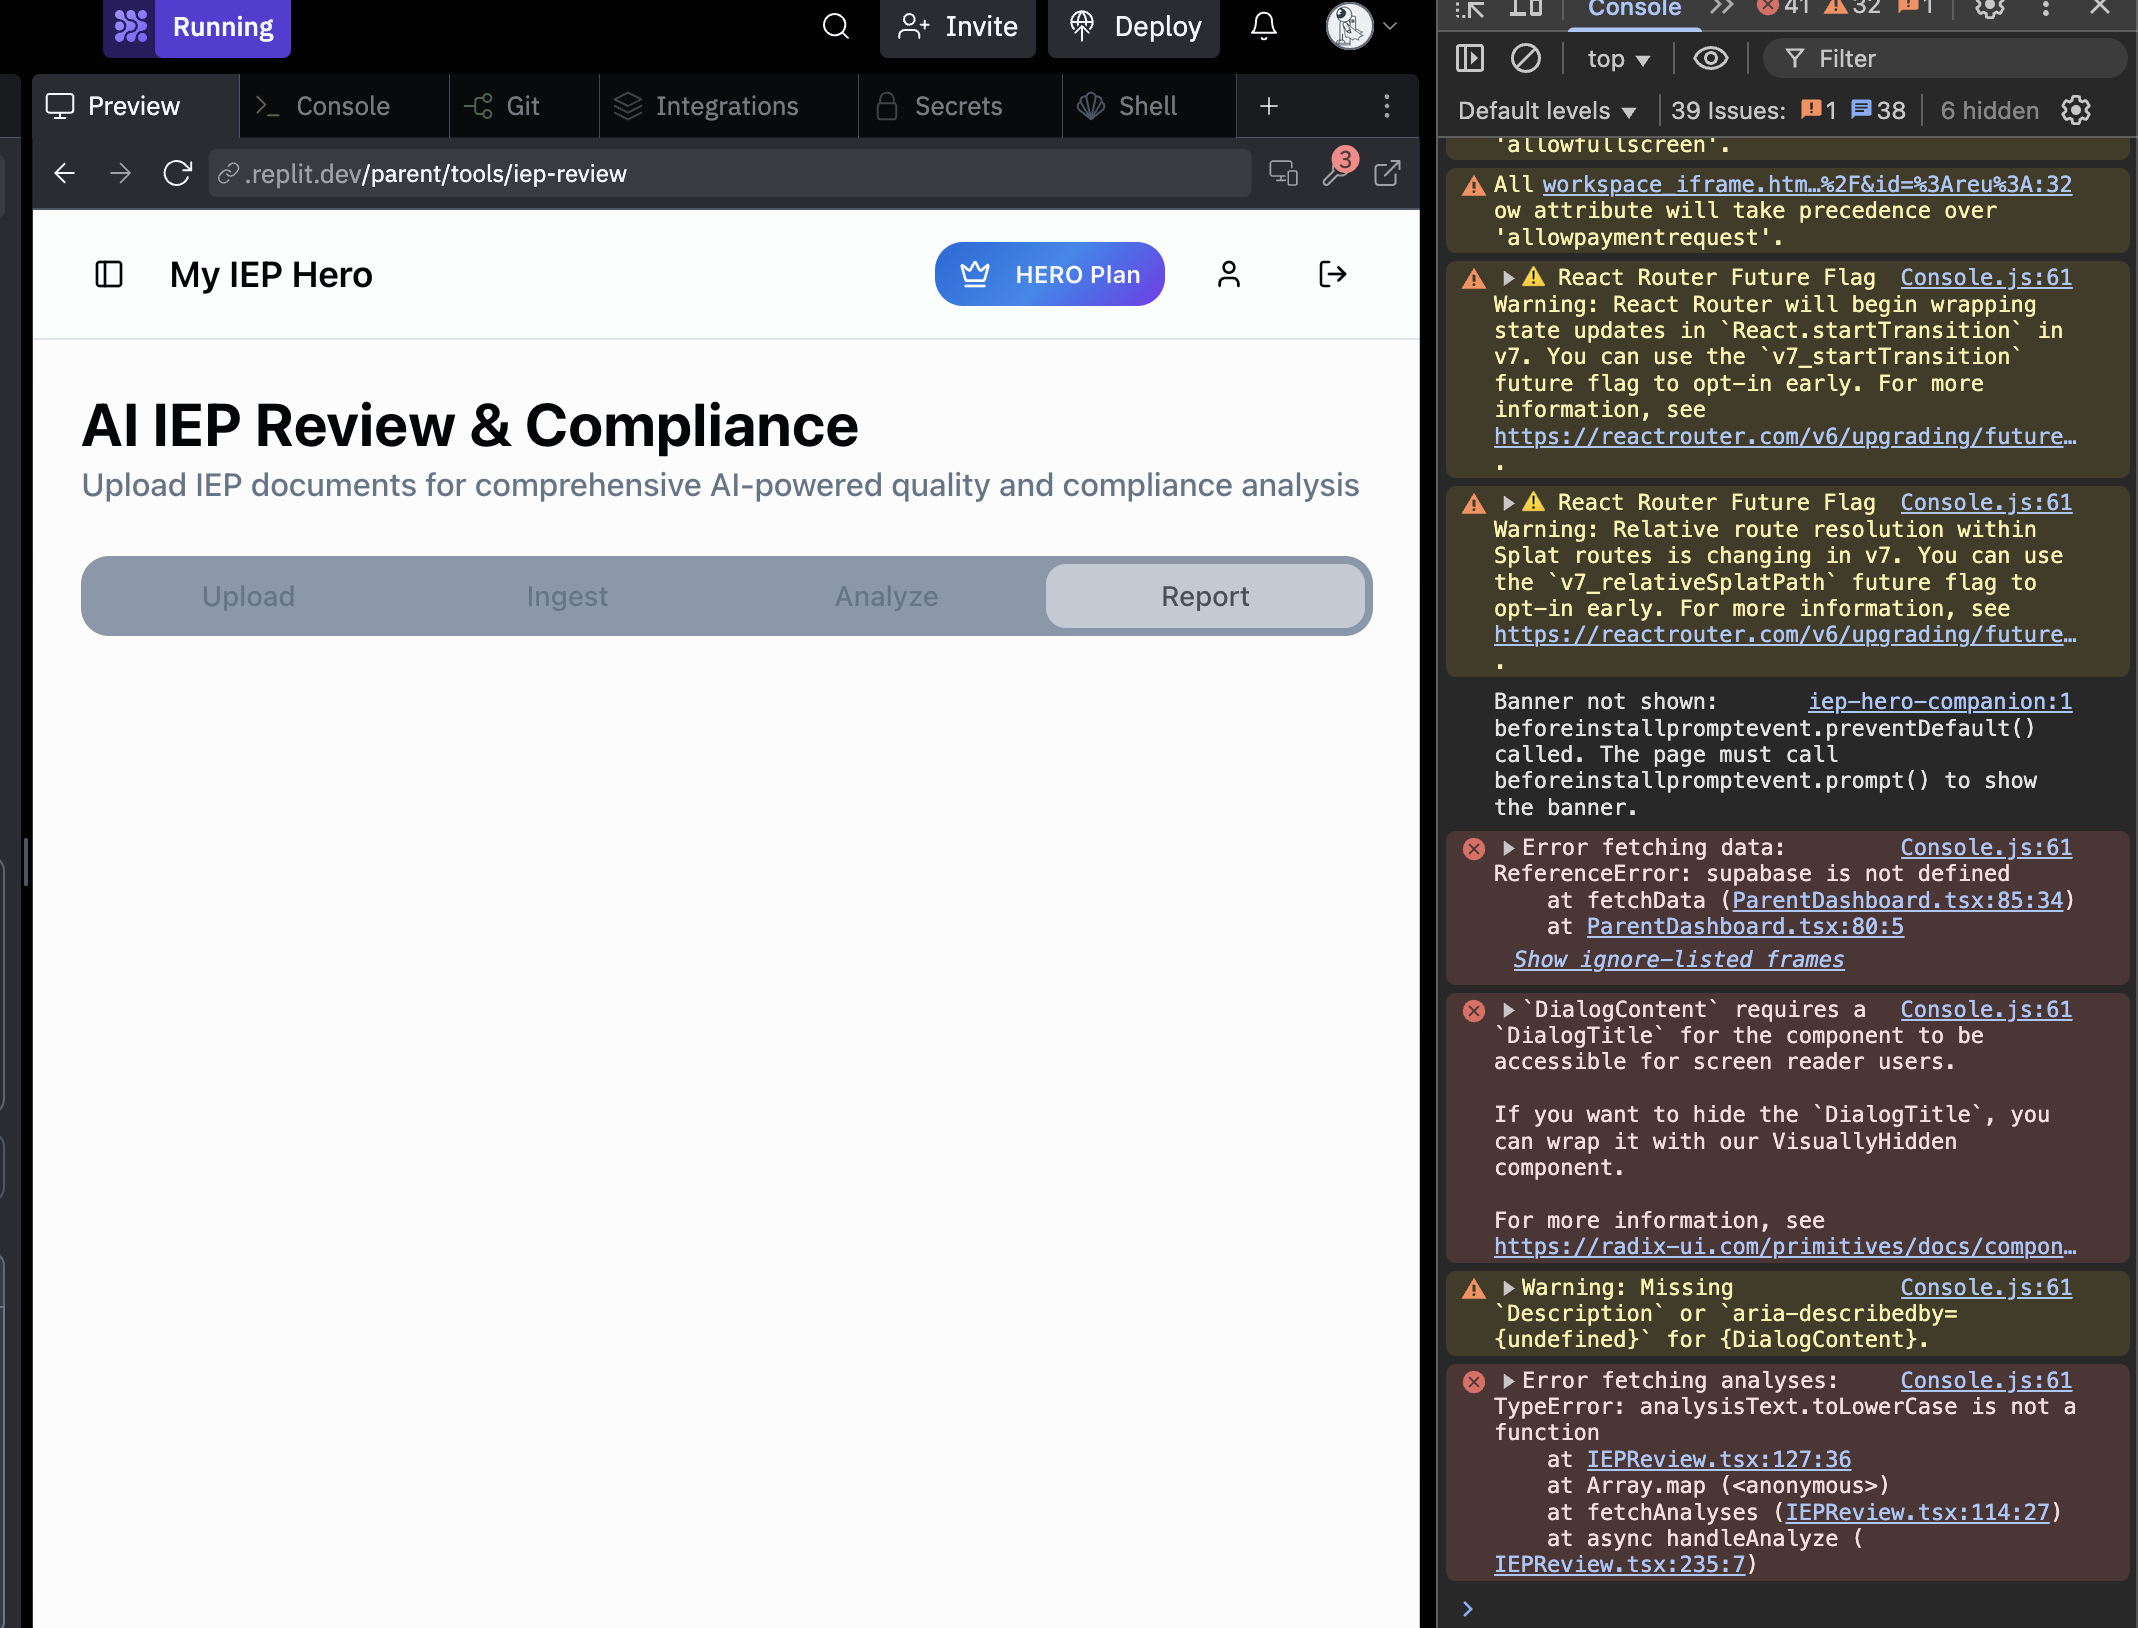 Running
Invite
Deploy
Preview
Console
Git
Integrations
Secrets
Shell
.replit.dev/parent/tools/iep-review
3
My IEP Hero
HERO Plan
AI IEP Review & Compliance
Upload IEP documents for comprehensive AI-powered quality and compliance analysis
Upload
Ingest
Analyze
Report
Console
41
32
1
top
Filter
Default levels
39 Issues:
1
38
6 hidden
'allowfullscreen'.
All workspace_iframe.htm…%2F&id=%3Areu%3A:32
ow attribute will take precedence over
'allowpaymentrequest'.
React Router Future Flag Console.js:61
Warning: React Router will begin wrapping
state updates in `React.startTransition` in
v7. You can use the `v7_startTransition`
future flag to opt-in early. For more
information, see
https://reactrouter.com/v6/upgrading/future…
.
React Router Future Flag Console.js:61
Warning: Relative route resolution within
Splat routes is changing in v7. You can use
the `v7_relativeSplatPath` future flag to
opt-in early. For more information, see
https://reactrouter.com/v6/upgrading/future…
.
Banner not shown: iep-hero-companion:1
beforeinstallpromptevent.preventDefault()
called. The page must call
beforeinstallpromptevent.prompt() to show
the banner.
Error fetching data: Console.js:61
ReferenceError: supabase is not defined
at fetchData (ParentDashboard.tsx:85:34)
at ParentDashboard.tsx:80:5
Show ignore-listed frames
`DialogContent` requires a Console.js:61
`DialogTitle` for the component to be
accessible for screen reader users.
If you want to hide the `DialogTitle`, you
can wrap it with our VisuallyHidden
component.
For more information, see
https://radix-ui.com/primitives/docs/compon…
Warning: Missing Console.js:61
`Description` or `aria-describedby=
{undefined}` for {DialogContent}.
Error fetching analyses: Console.js:61
TypeError: analysisText.toLowerCase is not a
function
at IEPReview.tsx:127:36
at Array.map (<anonymous>)
at fetchAnalyses (IEPReview.tsx:114:27)
at async handleAnalyze (
IEPReview.tsx:235:7)